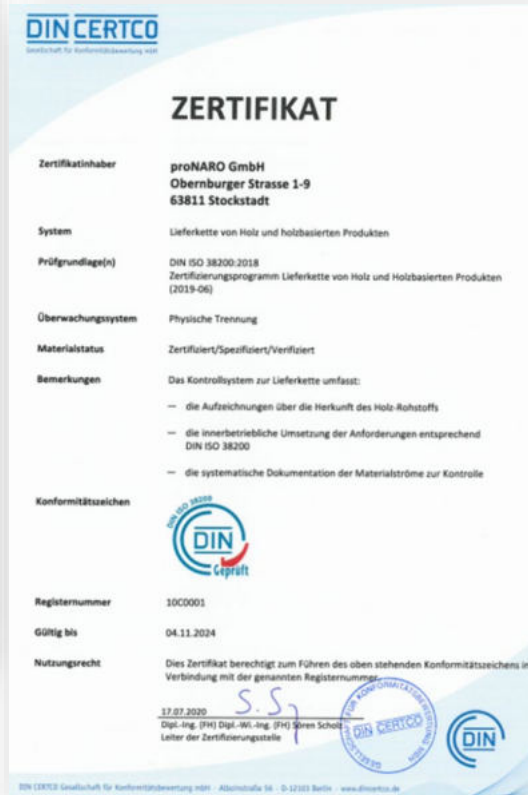 DIN CERTCO
Gesellschaft für Konformitätsbewertung mbH
ZERTIFIKAT
Zertifikatinhaber
proNARO GmbH
Obernburger Strasse 1-9
63811 Stockstadt
System
Lieferkette von Holz und holzbasierten Produkten
Prüfgrundlage(n)
DIN ISO 38200:2018
Zertifizierungsprogramm Lieferkette von Holz und Holzbasierten Produkten
(2019-06)
Überwachungssystem
Physische Trennung
Materialstatus
Zertifiziert/Spezifiziert/Verifiziert
Bemerkungen
Das Kontrollsystem zur Lieferkette umfasst:
— die Aufzeichnungen über die Herkunft des Holz-Rohstoffs
— die innerbetriebliche Umsetzung der Anforderungen entsprechend
DIN ISO 38200
— die systematische Dokumentation der Materialströme zur Kontrolle
Konformitätszeichen
DIN ISO 38200
DIN
Geprüft
Registernummer
10C0001
Gültig bis
04.11.2024
Nutzungsrecht
Dies Zertifikat berechtigt zum Führen des oben stehenden Konformitätszeichens in
Verbindung mit der genannten Registernummer.
17.07.2020
Dipl.-Ing. (FH) Dipl.-Wi.-Ing. (FH) Sören Scholz
Leiter der Zertifizierungsstelle
GESELLSCHAFT FÜR KONFORMITÄTSBEWERTUNG MBH
DIN CERTCO
DIN
DIN CERTCO Gesellschaft für Konformitätsbewertung mbH - Alboinstraße 56 - D-12103 Berlin - www.dincertco.de